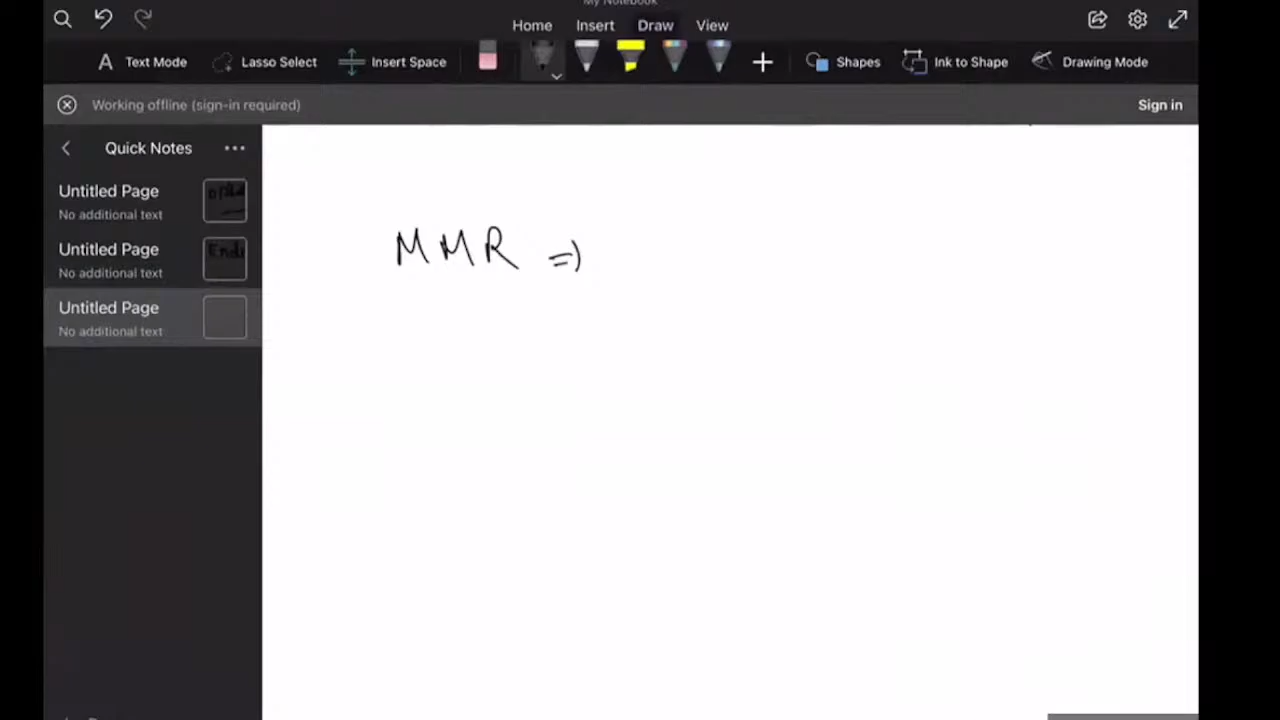 My Notebook
Home Insert Draw View
Text Mode Lasso Select Insert Space Shapes Ink to Shape Drawing Mode
Working offline (sign-in required) Sign in
Quick Notes
Untitled Page
No additional text
Untitled Page
No additional text
Untitled Page
No additional text
MMR =>